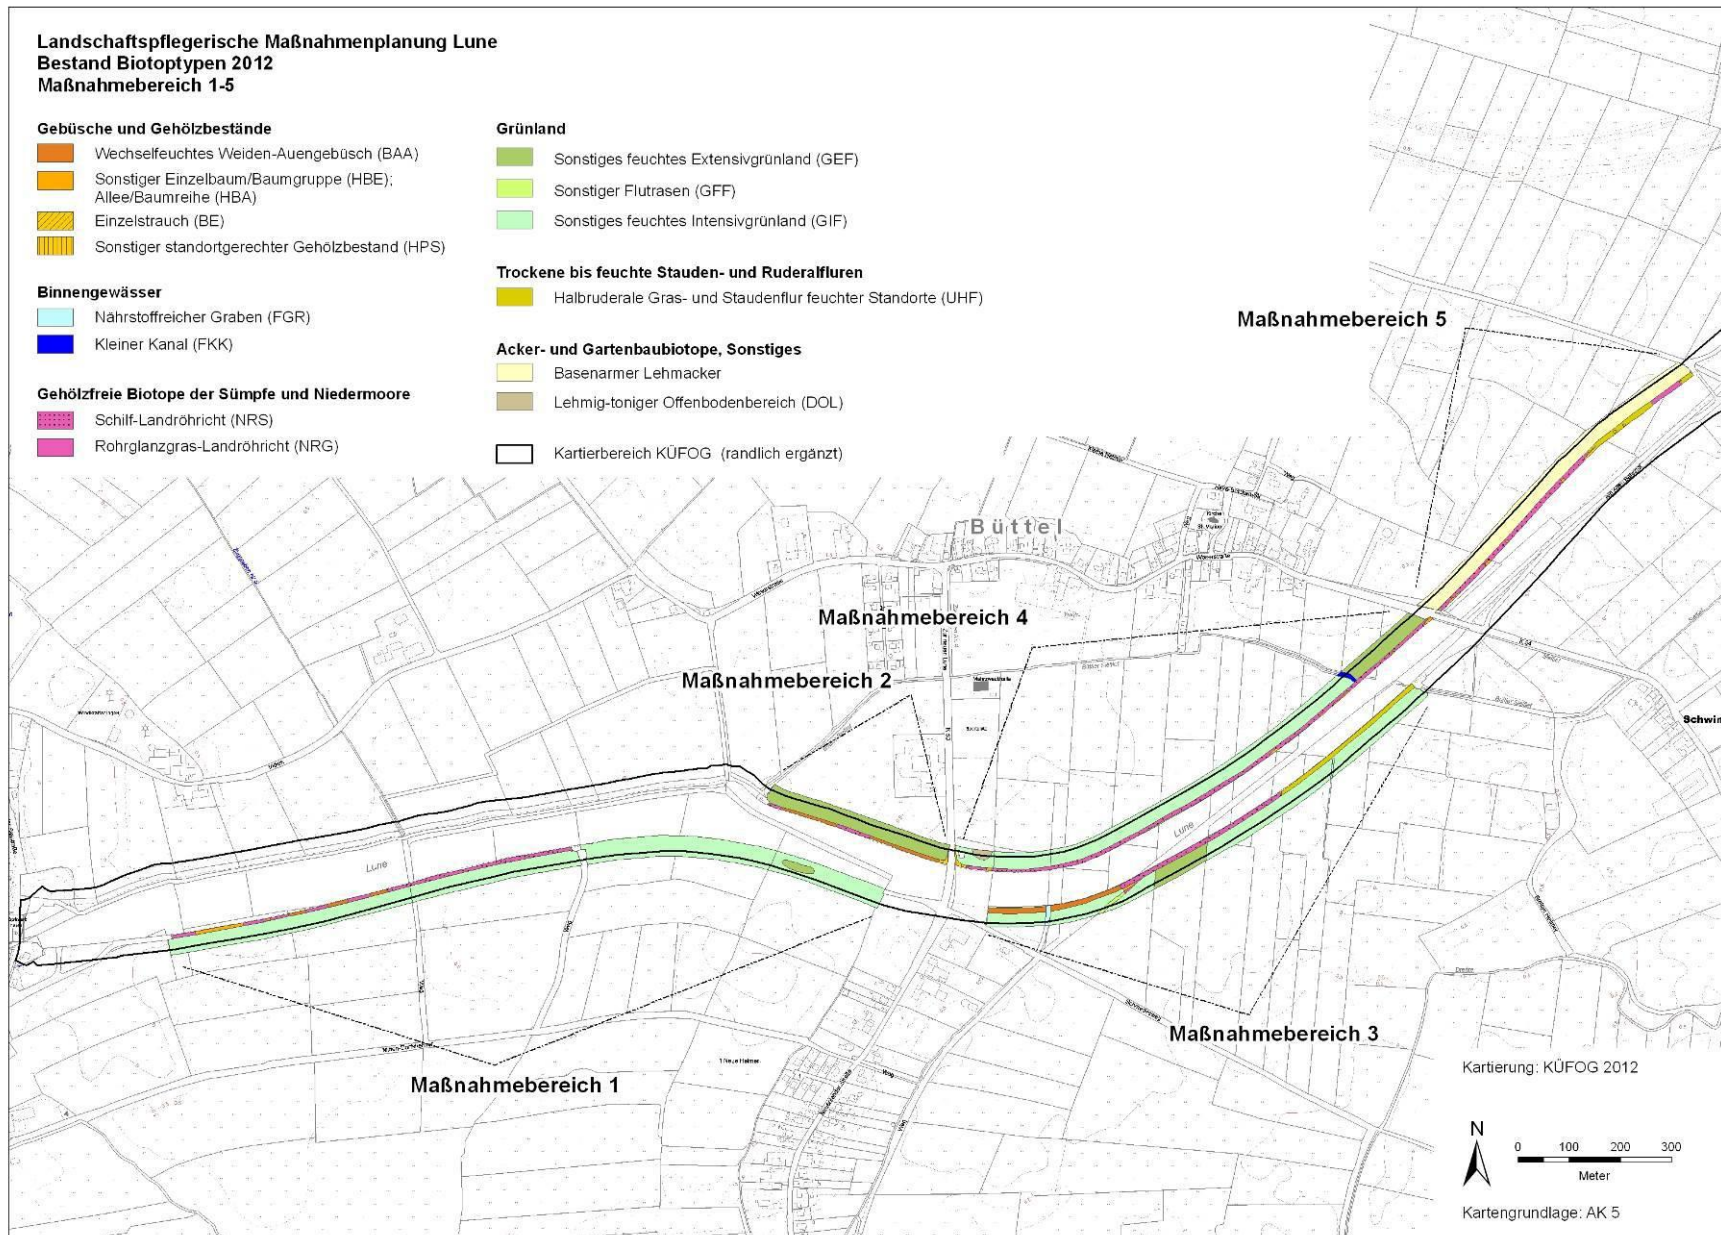 Landschaftspflegerische Maßnahmenplanung Lune
Bestand Biotoptypen 2012
Maßnahmebereich 1-5
Gebüsche und Gehölzbestände
Wechselfeuchtes Weiden-Auengebüsch (BAA)
Sonstiger Einzelbaum/Baumgruppe (HBE);
Allee/Baumreihe (HBA)
Einzelstrauch (BE)
Sonstiger standortgerechter Gehölzbestand (HPS)
Binnengewässer
Nährstoffreicher Graben (FGR)
Kleiner Kanal (FKK)
Gehölzfreie Biotope der Sümpfe und Niedermoore
Schilf-Landröhricht (NRS)
Rohrglanzgras-Landröhricht (NRG)
Grünland
Sonstiges feuchtes Extensivgrünland (GEF)
Sonstiger Flutrasen (GFF)
Sonstiges feuchtes Intensivgrünland (GIF)
Trockene bis feuchte Stauden- und Ruderalfluren
Halbruderale Gras- und Staudenflur feuchter Standorte (UHF)
Acker- und Gartenbaubiotope, Sonstiges
Basenarmer Lehmacker
Lehmig-toniger Offenbodenbereich (DOL)
Kartierbereich KÜFOG (randlich ergänzt)
Maßnahmebereich 5
Büttel
Maßnahmebereich 4
Maßnahmebereich 2
Schwin
Lune
Lune
Weg
Weg
Weg
Weg
Maßnahmebereich 3
Maßnahmebereich 1
Kartierung: KÜFOG 2012
N
0 100 200 300
Meter
Kartengrundlage: AK 5